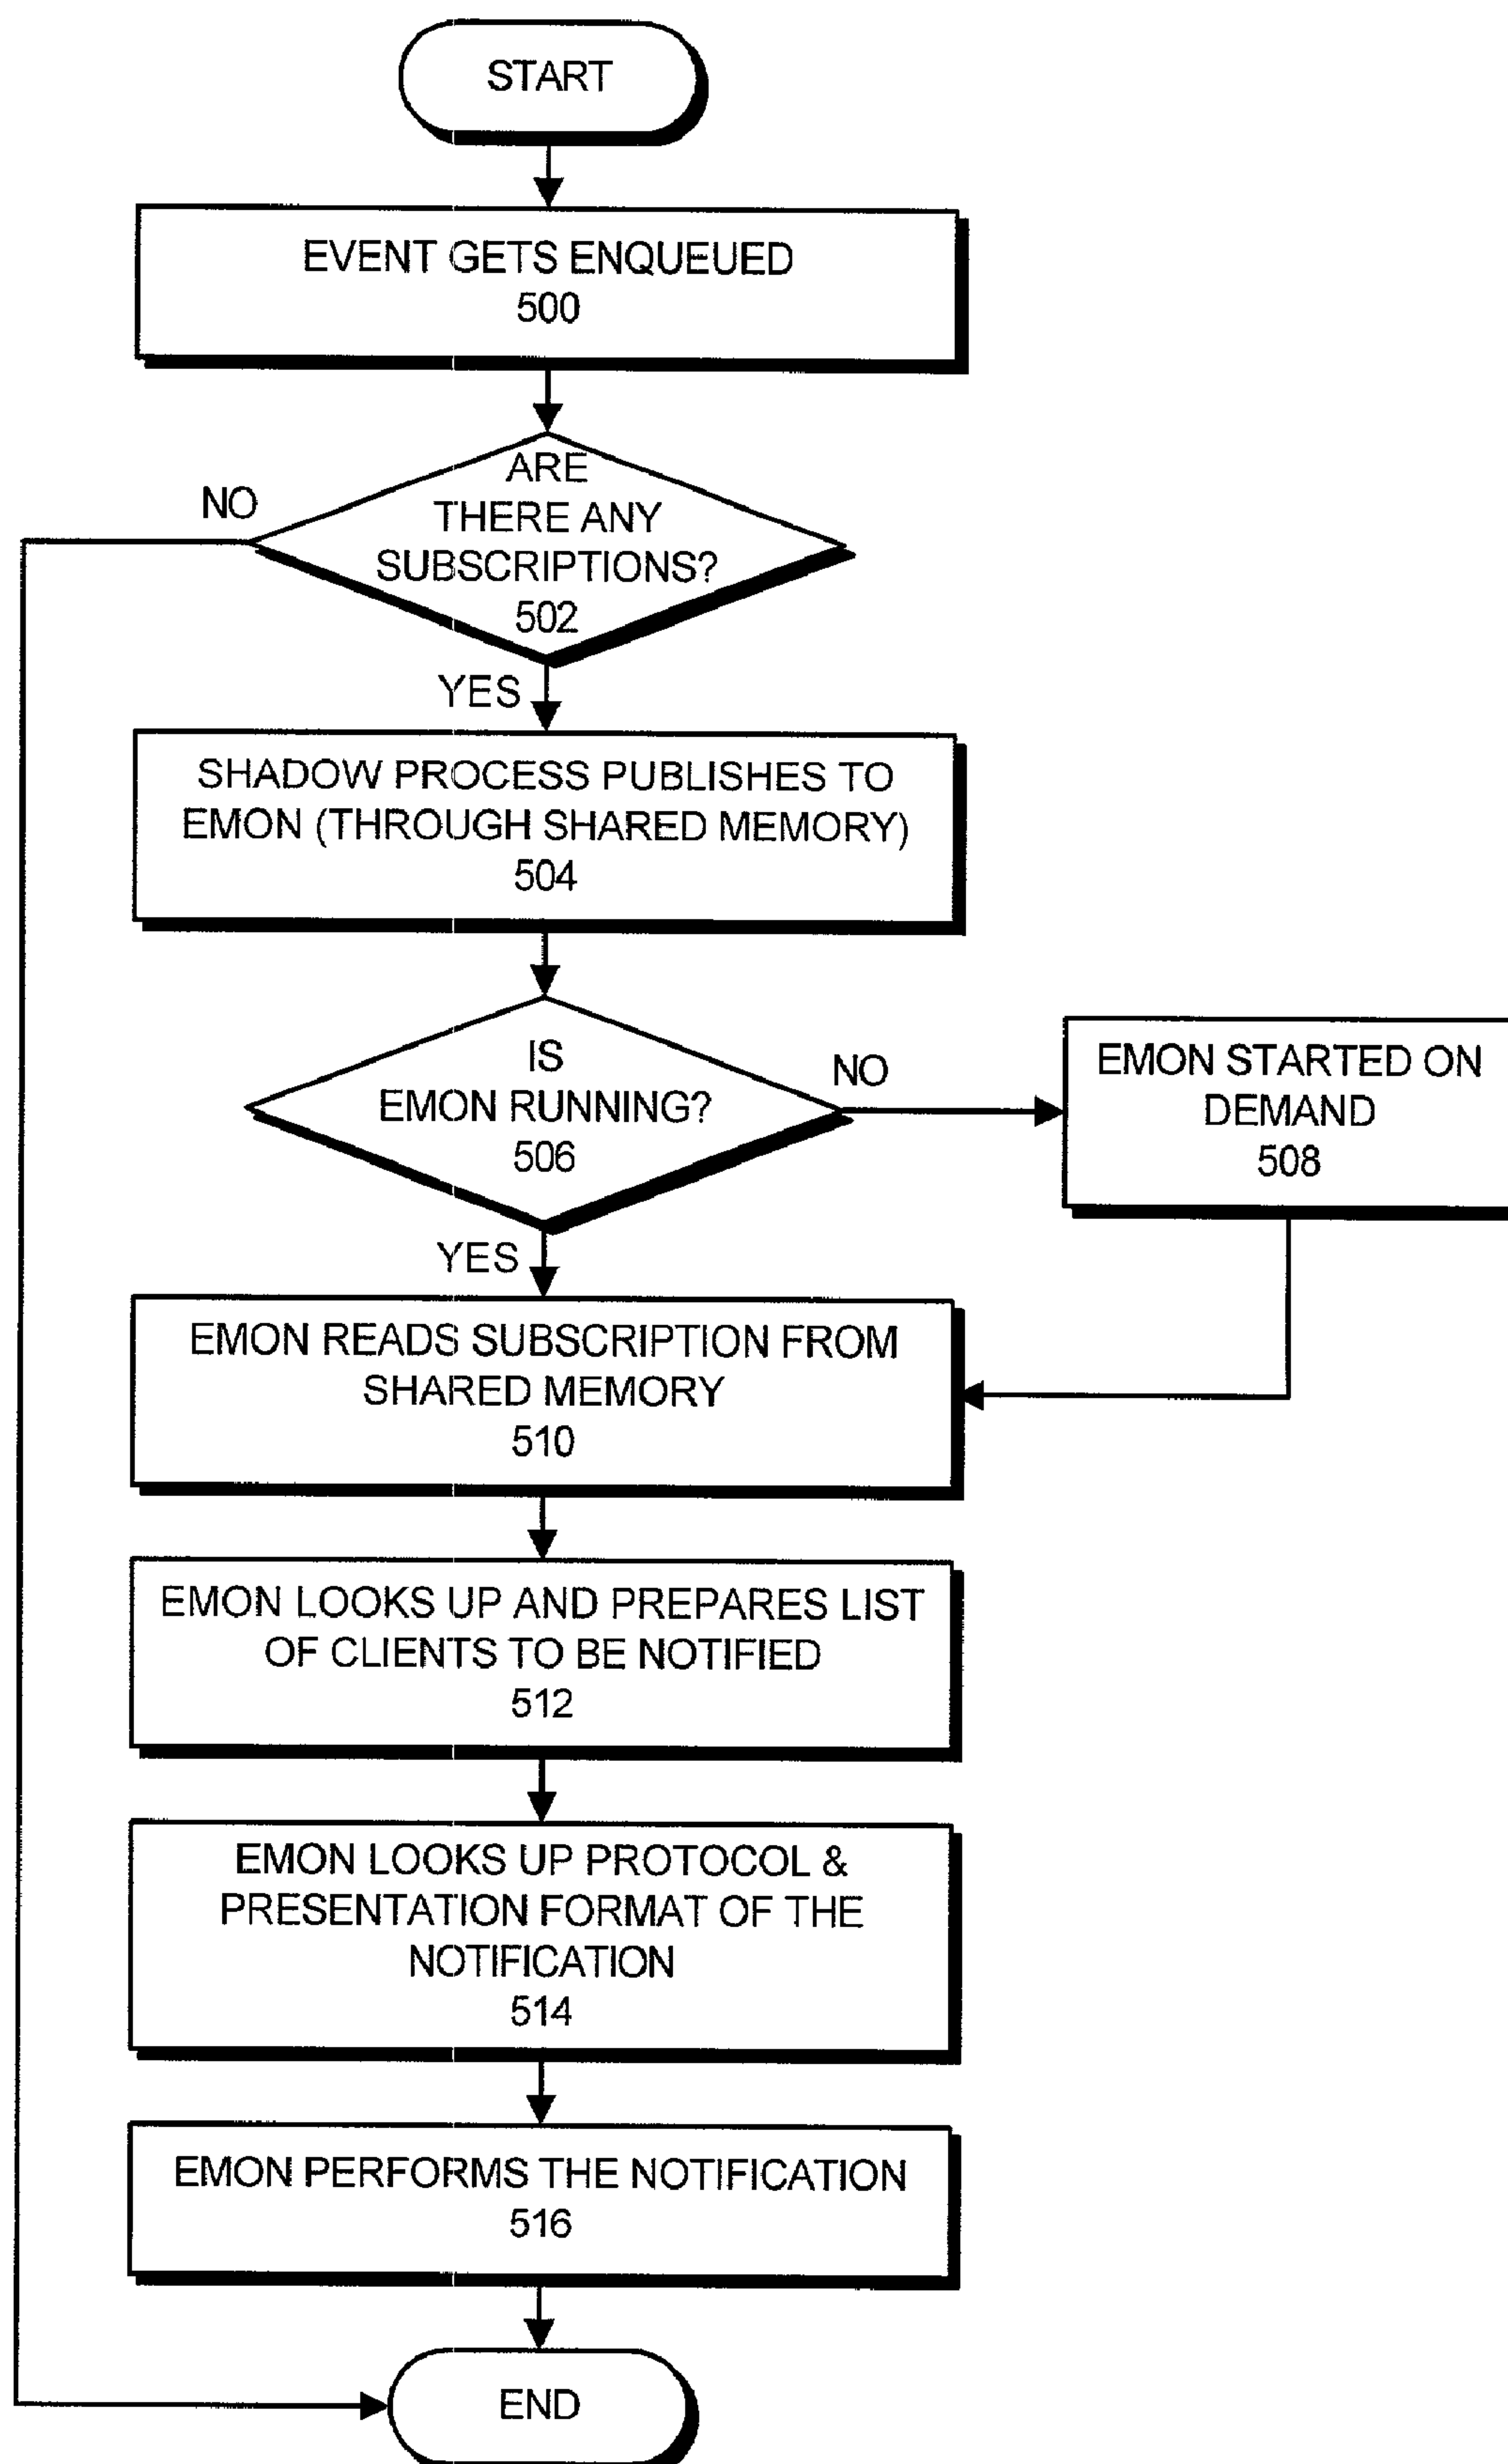 START
EVENT GETS ENQUEUED
500
ARE
THERE ANY
SUBSCRIPTIONS?
502
NO
YES
SHADOW PROCESS PUBLISHES TO
EMON (THROUGH SHARED MEMORY)
504
IS
EMON RUNNING?
506
NO
EMON STARTED ON
DEMAND
508
YES
EMON READS SUBSCRIPTION FROM
SHARED MEMORY
510
EMON LOOKS UP AND PREPARES LIST
OF CLIENTS TO BE NOTIFIED
512
EMON LOOKS UP PROTOCOL &
PRESENTATION FORMAT OF THE
NOTIFICATION
514
EMON PERFORMS THE NOTIFICATION
516
END